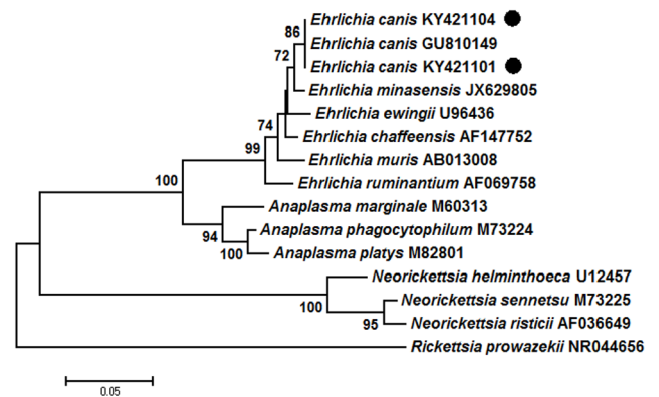 Ehrlichia canis KY421104
86
Ehrlichia canis GU810149
72
Ehrlichia canis KY421101
Ehrlichia minasensis JX629805
Ehrlichia ewingii U96436
74
Ehrlichia chaffeensis AF147752
99
Ehrlichia muris AB013008
100
Ehrlichia ruminantium AF069758
Anaplasma marginale M60313
94
Anaplasma phagocytophilum M73224
100
Anaplasma platys M82801
Neorickettsia helminthoeca U12457
100
Neorickettsia sennetsu M73225
95
Neorickettsia risticii AF036649
Rickettsia prowazekii NR044656
0.05